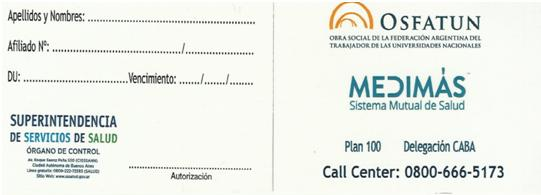 Apellidos y Nombres:
Afiliado Nº: /
DU: Vencimiento: / /
SUPERINTENDENCIA
DE SERVICIOS DE SALUD
ÓRGANO DE CONTROL
Av. Roque Saenz Peña 530 (C1035AAN)
Ciudad Autónoma de Buenos Aires
Línea gratuita: 0800-222-72583 (SALUD)
Sitio Web: www.sssalud.gov.ar
Autorización
OSFATUN
OBRA SOCIAL DE LA FEDERACIÓN ARGENTINA DEL
TRABAJADOR DE LAS UNIVERSIDADES NACIONALES
MEDIMÁS
Sistema Mutual de Salud
Plan 100 Delegación CABA
Call Center: 0800-666-5173